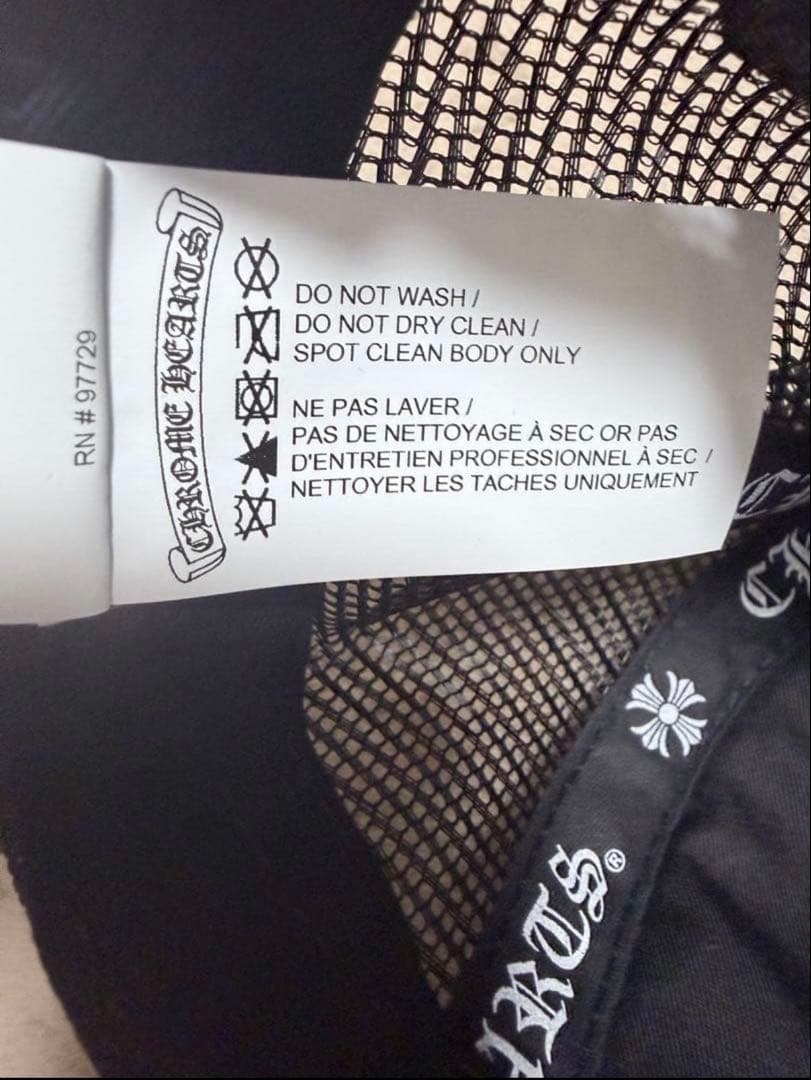 RN # 97729
CHROME HEARTS
DO NOT WASH /
DO NOT DRY CLEAN /
SPOT CLEAN BODY ONLY
NE PAS LAVER /
PAS DE NETTOYAGE À SEC OR PAS
D'ENTRETIEN PROFESSIONNEL À SEC /
NETTOYER LES TACHES UNIQUEMENT
ARTS®